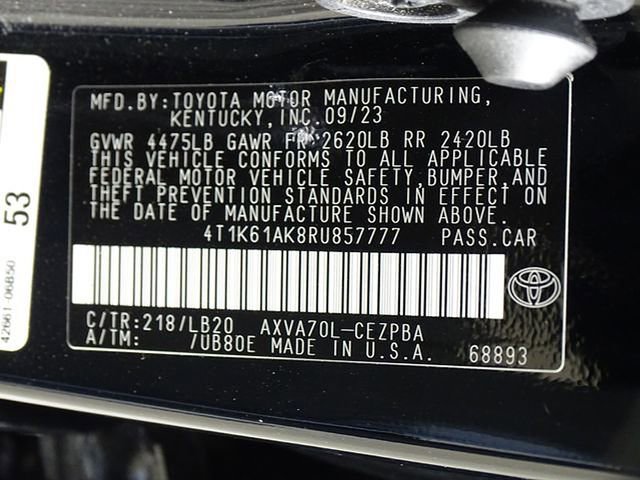 MFD.BY:TOYOTA MOTOR MANUFACTURING,
KENTUCKY,INC.09/23
GVWR 4475LB GAWR FR 2620LB RR 2420LB
THIS VEHICLE CONFORMS TO ALL APPLICABLE
FEDERAL MOTOR VEHICLE SAFETY,BUMPER,AND
THEFT PREVENTION STANDARDS IN EFFECT ON
THE DATE OF MANUFACTURE SHOWN ABOVE.
4T1K61AK8RU857777 PASS.CAR
C/TR:218/LB20 AXVA70L-CEZPBA
A/TM: /UB80E MADE IN U.S.A. 68893
53
42661-06B50